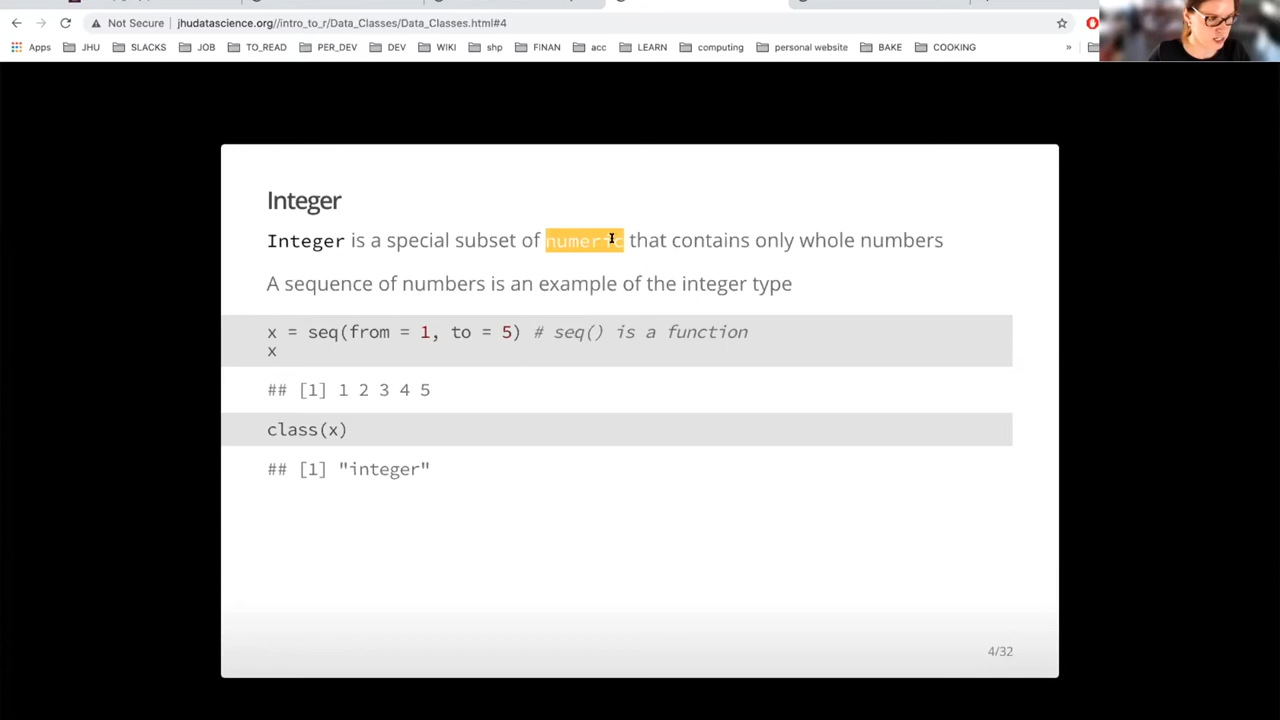 Not Secure
jhudatascience.org//intro_to_r/Data_Classes/Data_Classes.html#4
Apps JHU SLACKS JOB TO_READ PER_DEV DEV WIKI shp FINAN acc LEARN computing personal website BAKE COOKING »
Integer
Integer is a special subset of numeric that contains only whole numbers
A sequence of numbers is an example of the integer type
x = seq(from = 1, to = 5) # seq() is a function
x
## [1] 1 2 3 4 5
class(x)
## [1] "integer"
4/32